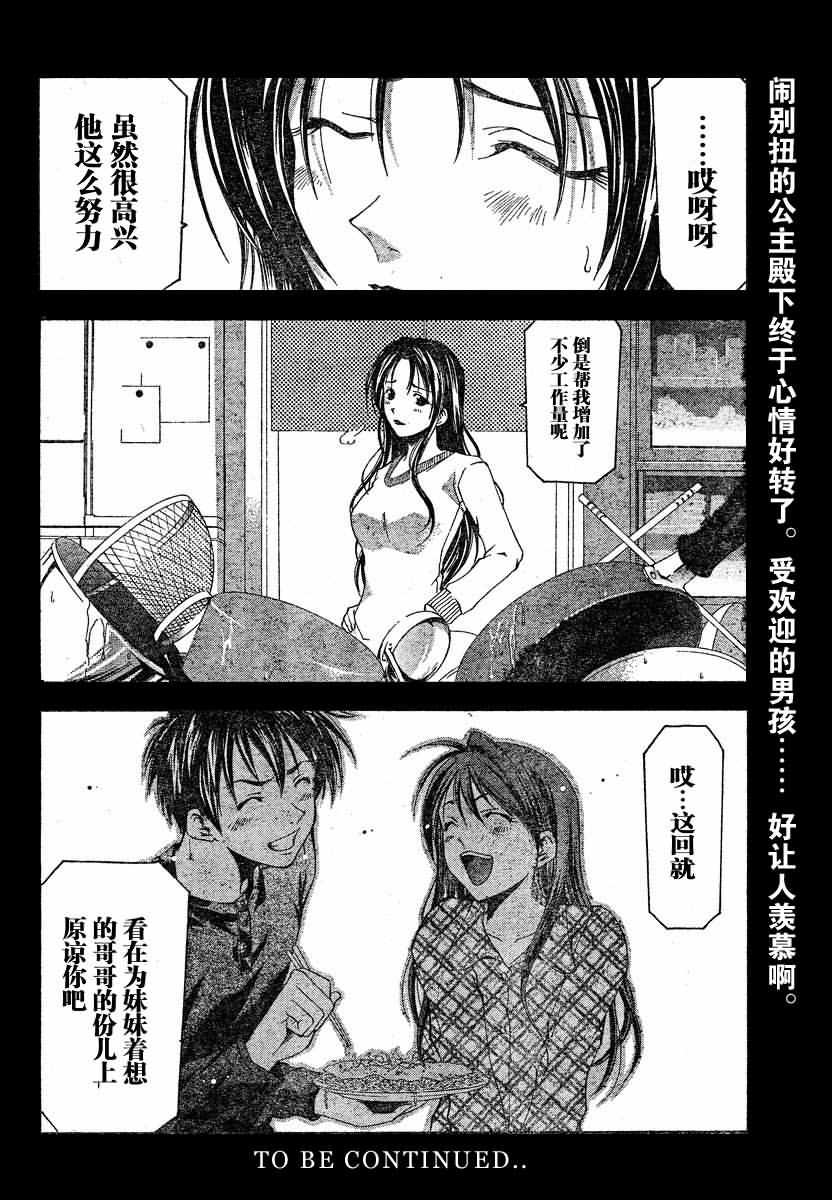 ……哎呀呀
虽然很高兴
他这么努力
倒是帮我增加了
不少工作量呢
哎…这回就
看在为妹妹着想
的哥哥的份儿上
原谅你吧
闹别扭的公主殿下终于心情好转了。受欢迎的男孩…… 好让人羡慕啊。
TO BE CONTINUED..